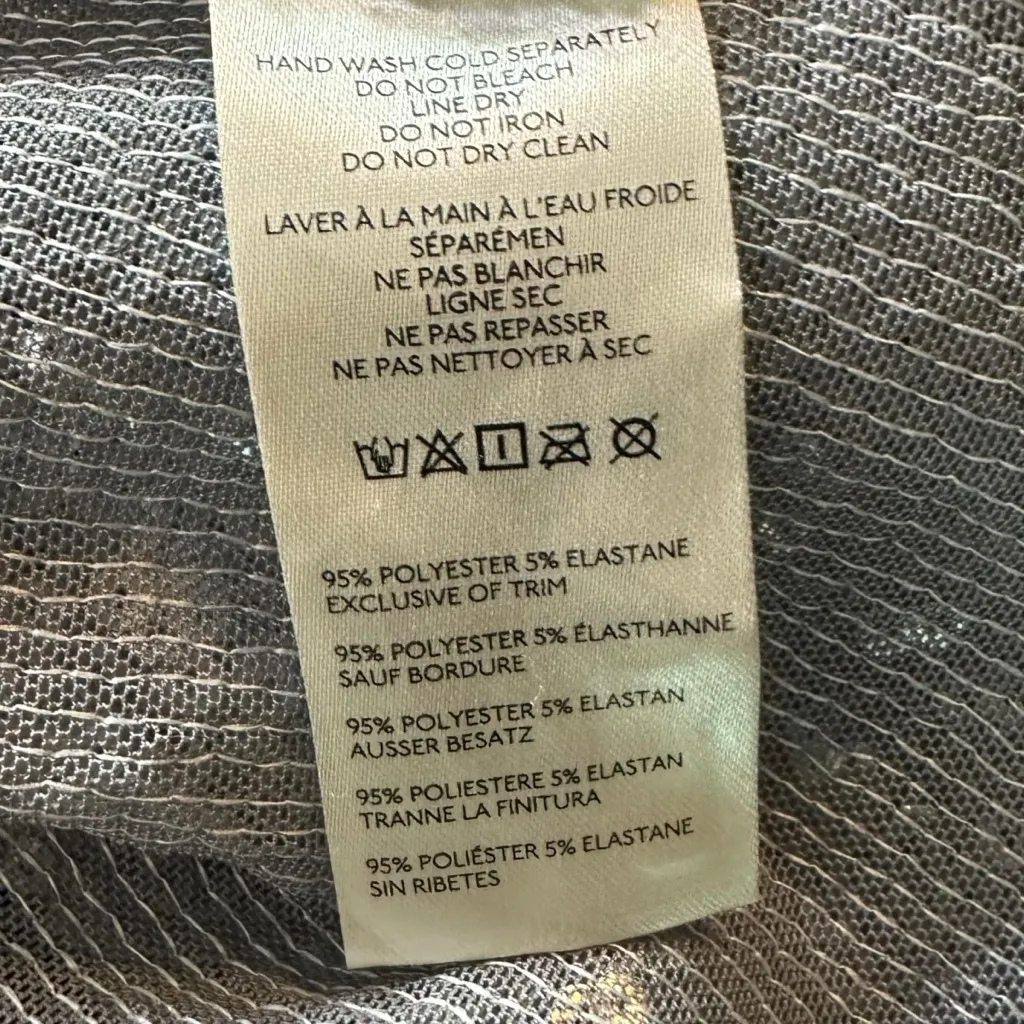 HAND WASH COLD SEPARATELY
DO NOT BLEACH
LINE DRY
DO NOT IRON
DO NOT DRY CLEAN
LAVER À LA MAIN À L'EAU FROIDE
SÉPARÉMEN
NE PAS BLANCHIR
LIGNE SEC
NE PAS REPASSER
NE PAS NETTOYER À SEC
95% POLYESTER 5% ELASTANE
EXCLUSIVE OF TRIM
95% POLYESTER 5% ÉLASTHANNE
SAUF BORDURE
95% POLYESTER 5% ELASTAN
AUSSER BESATZ
95% POLIESTERE 5% ELASTAN
TRANNE LA FINITURA
95% POLIÉSTER 5% ELASTANE
SIN RIBETES